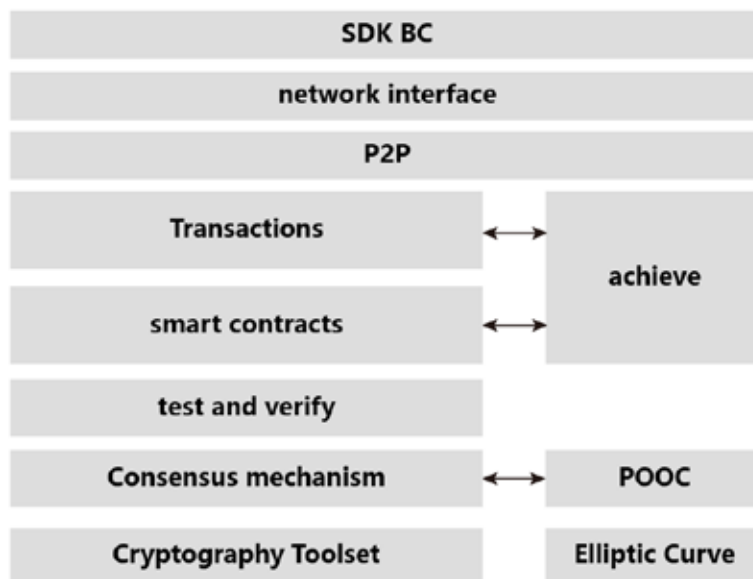 SDK BC
network interface
P2P
Transactions
achieve
smart contracts
test and verify
Consensus mechanism
POOC
Cryptography Toolset
Elliptic Curve